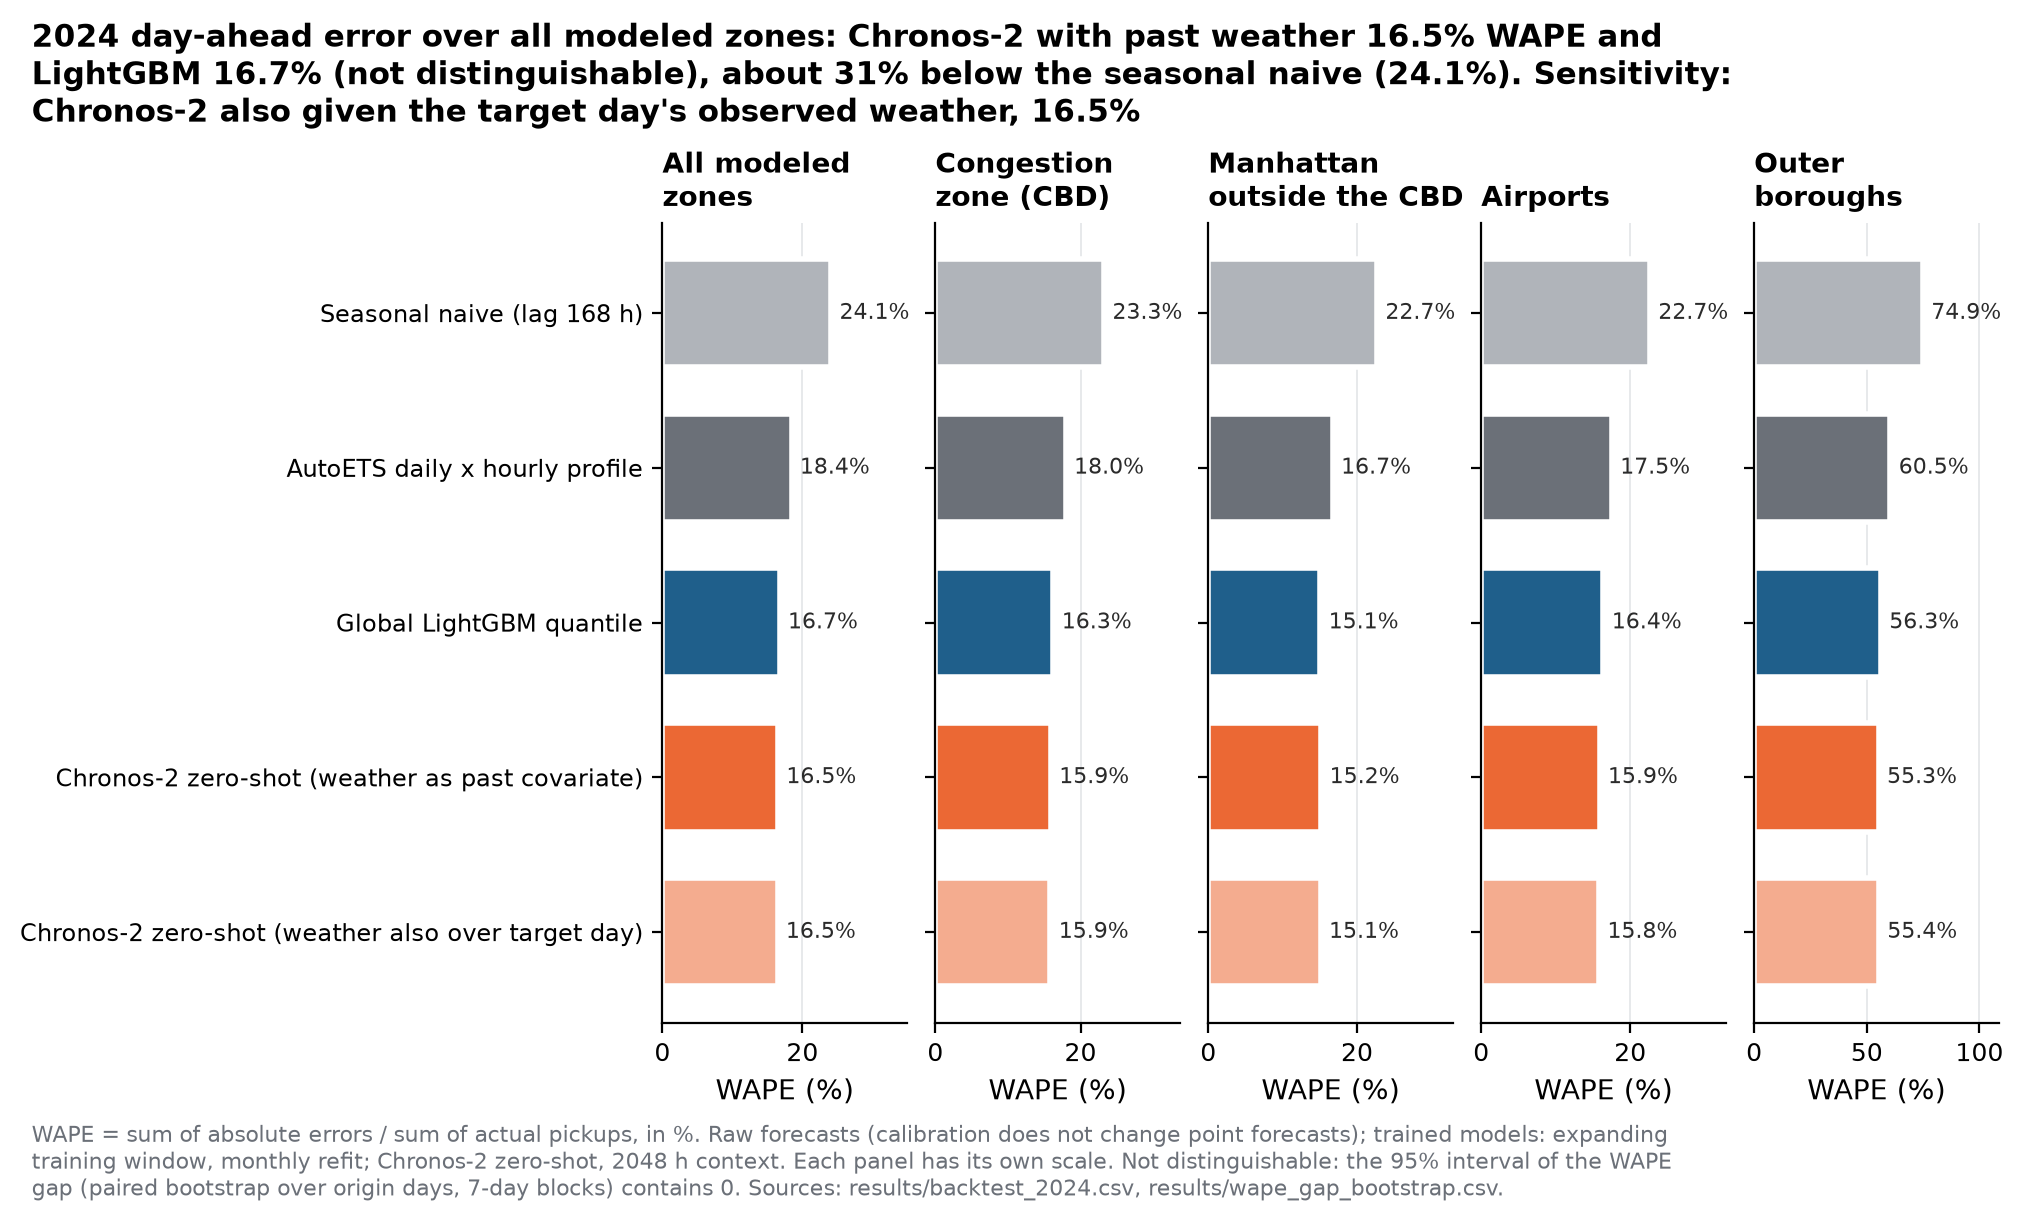 2024 day-ahead error over all modeled zones: Chronos-2 with past weather 16.5% WAPE and
LightGBM 16.7% (not distinguishable), about 31% below the seasonal naive (24.1%). Sensitivity:
Chronos-2 also given the target day's observed weather, 16.5%
All modeled
zones
Congestion
zone (CBD)
Manhattan
outside the CBD
Airports
Outer
boroughs
Seasonal naive (lag 168 h)
24.1%
23.3%
22.7%
22.7%
74.9%
AutoETS daily x hourly profile
18.4%
18.0%
16.7%
17.5%
60.5%
Global LightGBM quantile
16.7%
16.3%
15.1%
16.4%
56.3%
Chronos-2 zero-shot (weather as past covariate)
16.5%
15.9%
15.2%
15.9%
55.3%
Chronos-2 zero-shot (weather also over target day)
16.5%
15.9%
15.1%
15.8%
55.4%
0 20
0 20
0 20
0 20
0 50 100
WAPE (%)
WAPE (%)
WAPE (%)
WAPE (%)
WAPE (%)
WAPE = sum of absolute errors / sum of actual pickups, in %. Raw forecasts (calibration does not change point forecasts); trained models: expanding
training window, monthly refit; Chronos-2 zero-shot, 2048 h context. Each panel has its own scale. Not distinguishable: the 95% interval of the WAPE
gap (paired bootstrap over origin days, 7-day blocks) contains 0. Sources: results/backtest_2024.csv, results/wape_gap_bootstrap.csv.